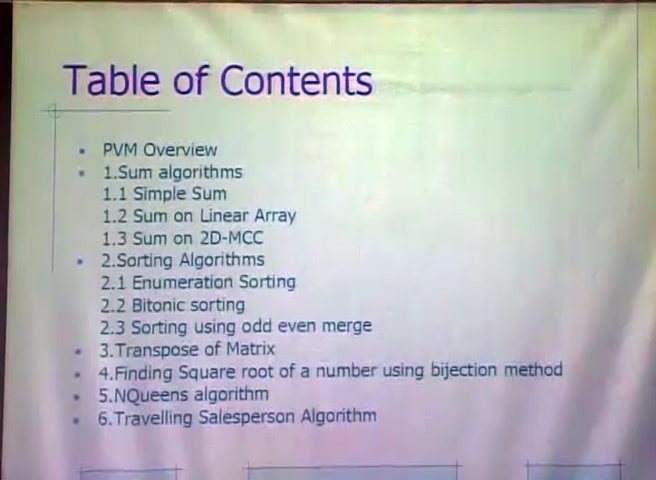 Table of Contents
PVM Overview
1.Sum algorithms
1.1 Simple Sum
1.2 Sum on Linear Array
1.3 Sum on 2D-MCC
2.Sorting Algorithms
2.1 Enumeration Sorting
2.2 Bitonic sorting
2.3 Sorting using odd even merge
3.Transpose of Matrix
4.Finding Square root of a number using bijection method
5.NQueens algorithm
6.Travelling Salesperson Algorithm